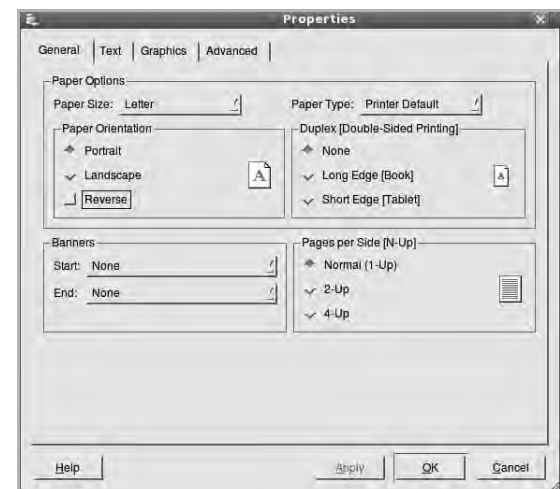 Properties
General Text Graphics Advanced
Paper Options
Paper Size: Letter
Paper Type: Printer Default
Paper Orientation
Portrait
Landscape
Reverse
A
Duplex [Double-Sided Printing]
None
Long Edge [Book]
Short Edge [Tablet]
A
Banners
Start: None
End: None
Pages per Side [N-Up]
Normal (1-Up)
2-Up
4-Up
Help Apply OK Cancel